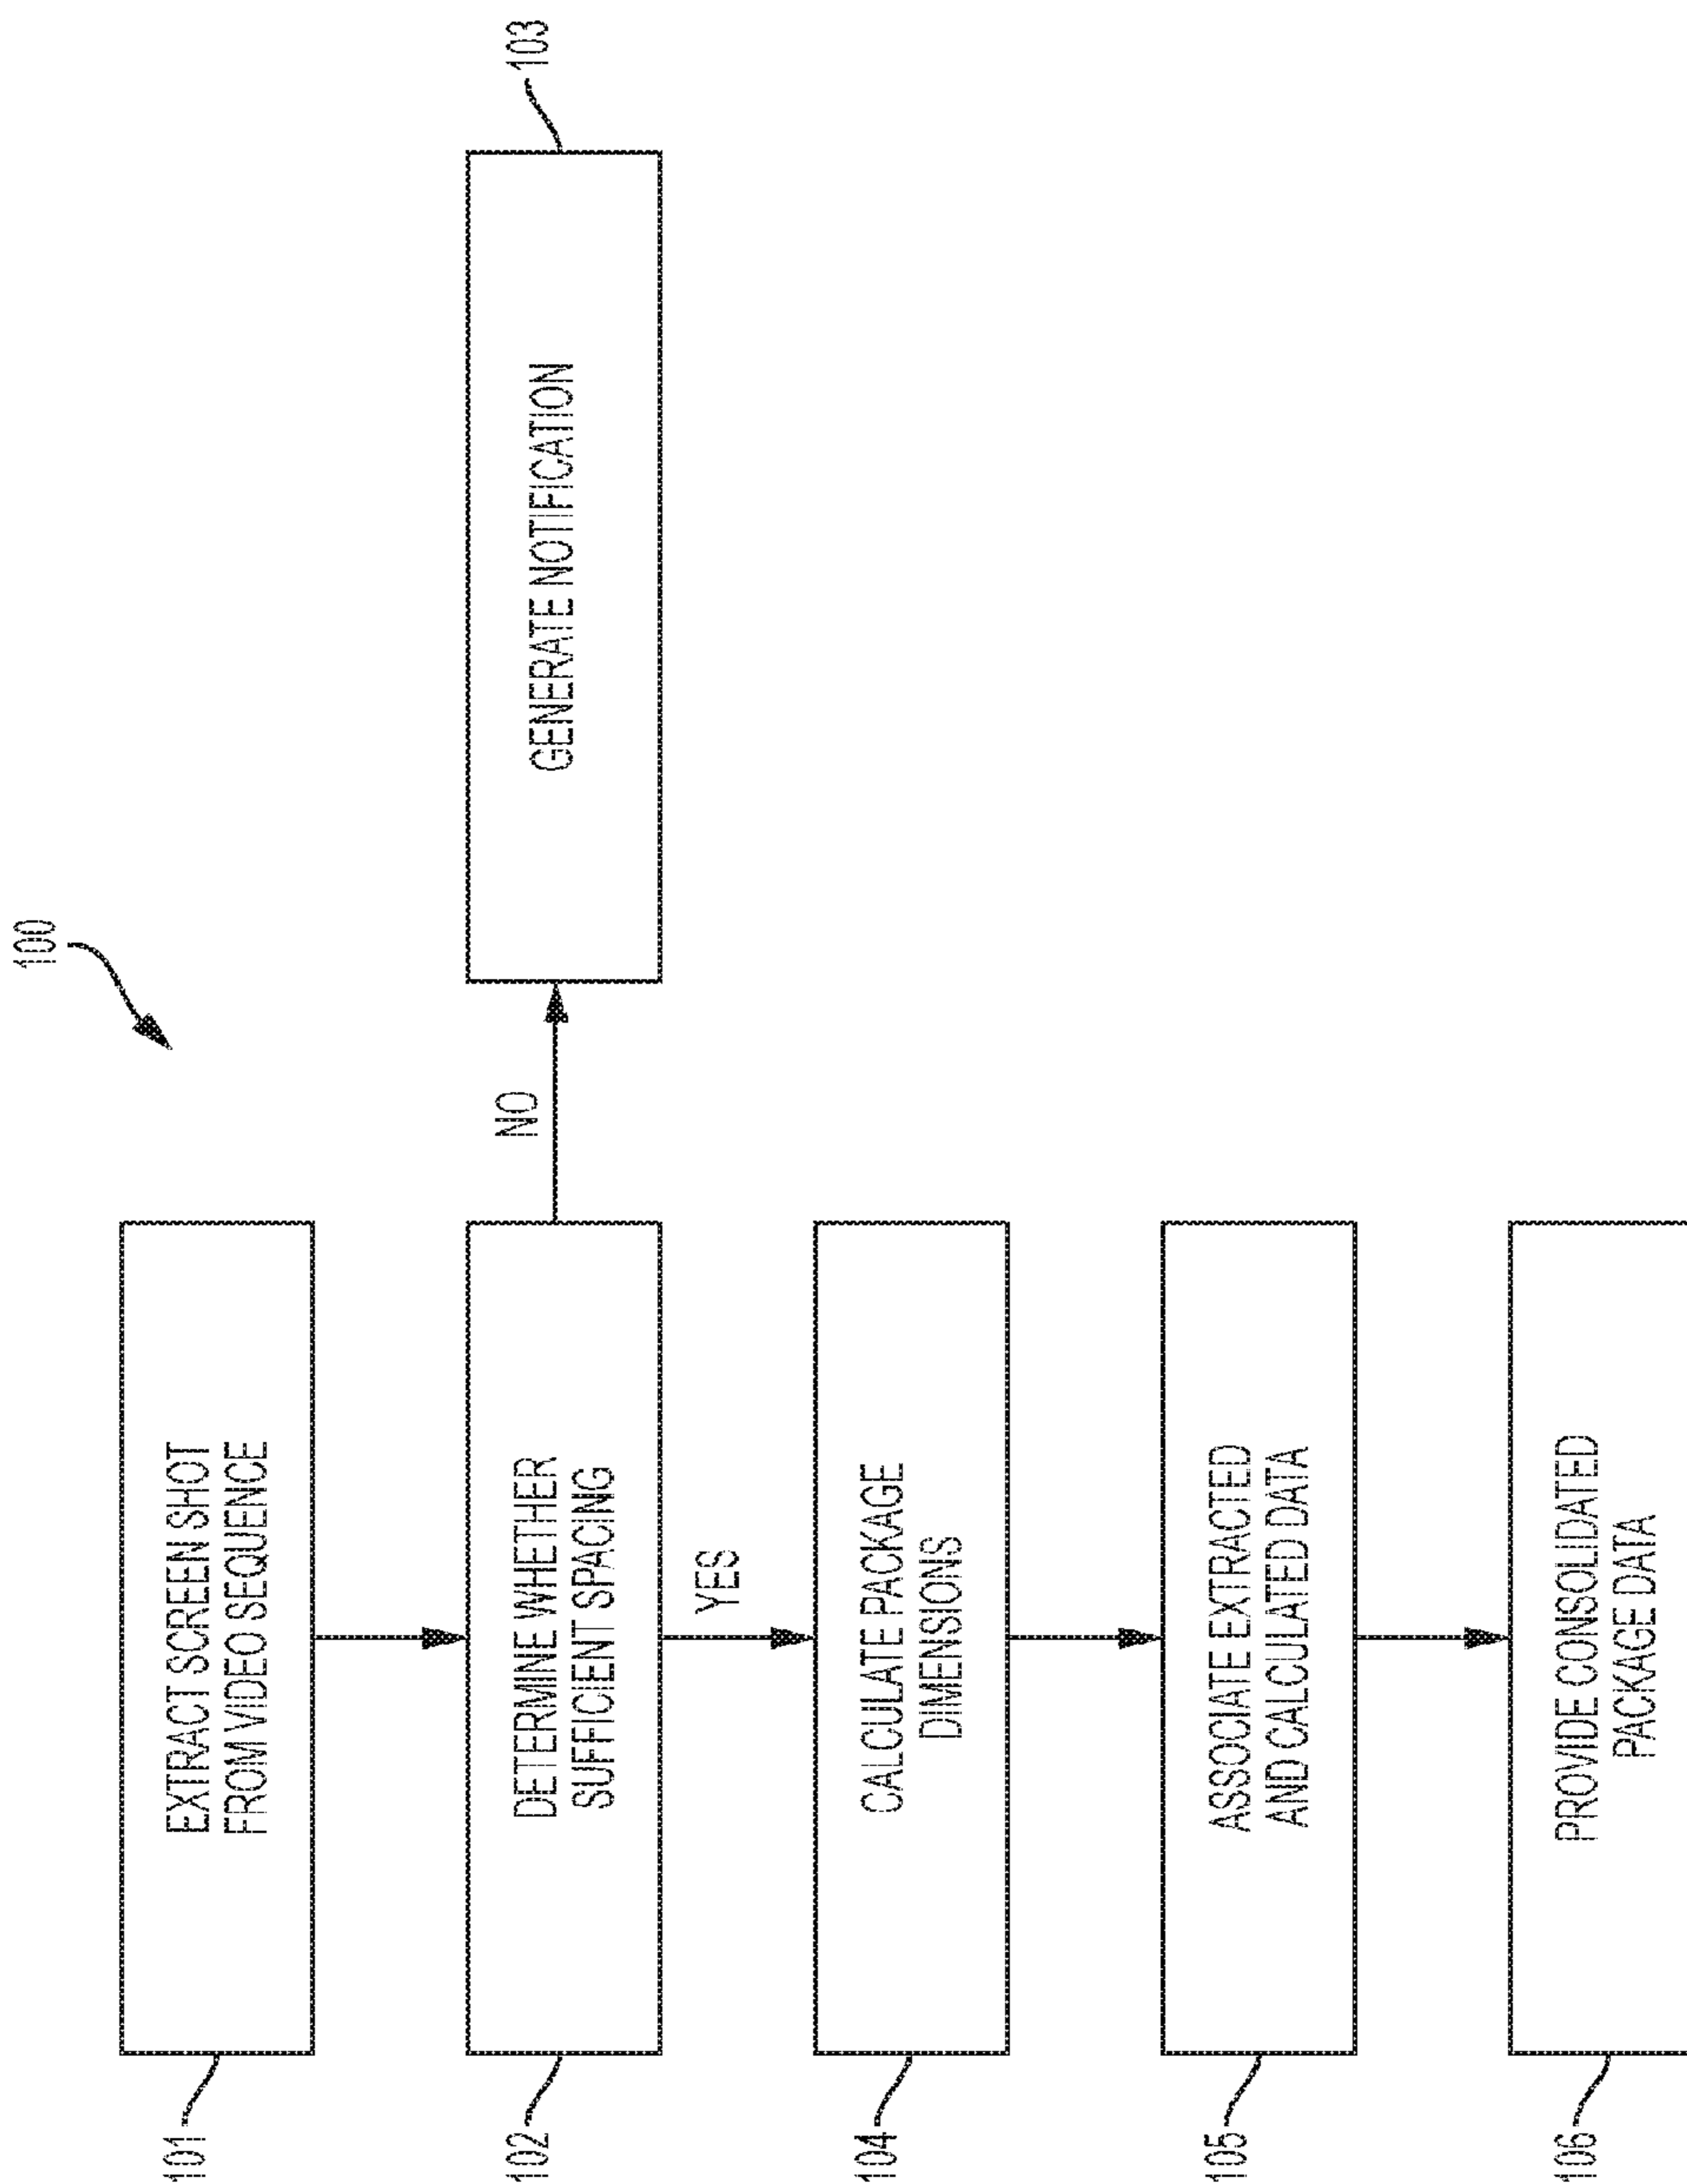 100
101
EXTRACT SCREEN SHOT
FROM VIDEO SEQUENCE
102
DETERMINE WHETHER
SUFFICIENT SPACING
NO
GENERATE NOTIFICATION
103
YES
104
CALCULATE PACKAGE
DIMENSIONS
105
ASSOCIATE EXTRACTED
AND CALCULATED DATA
106
PROVIDE CONSOLIDATED
PACKAGE DATA